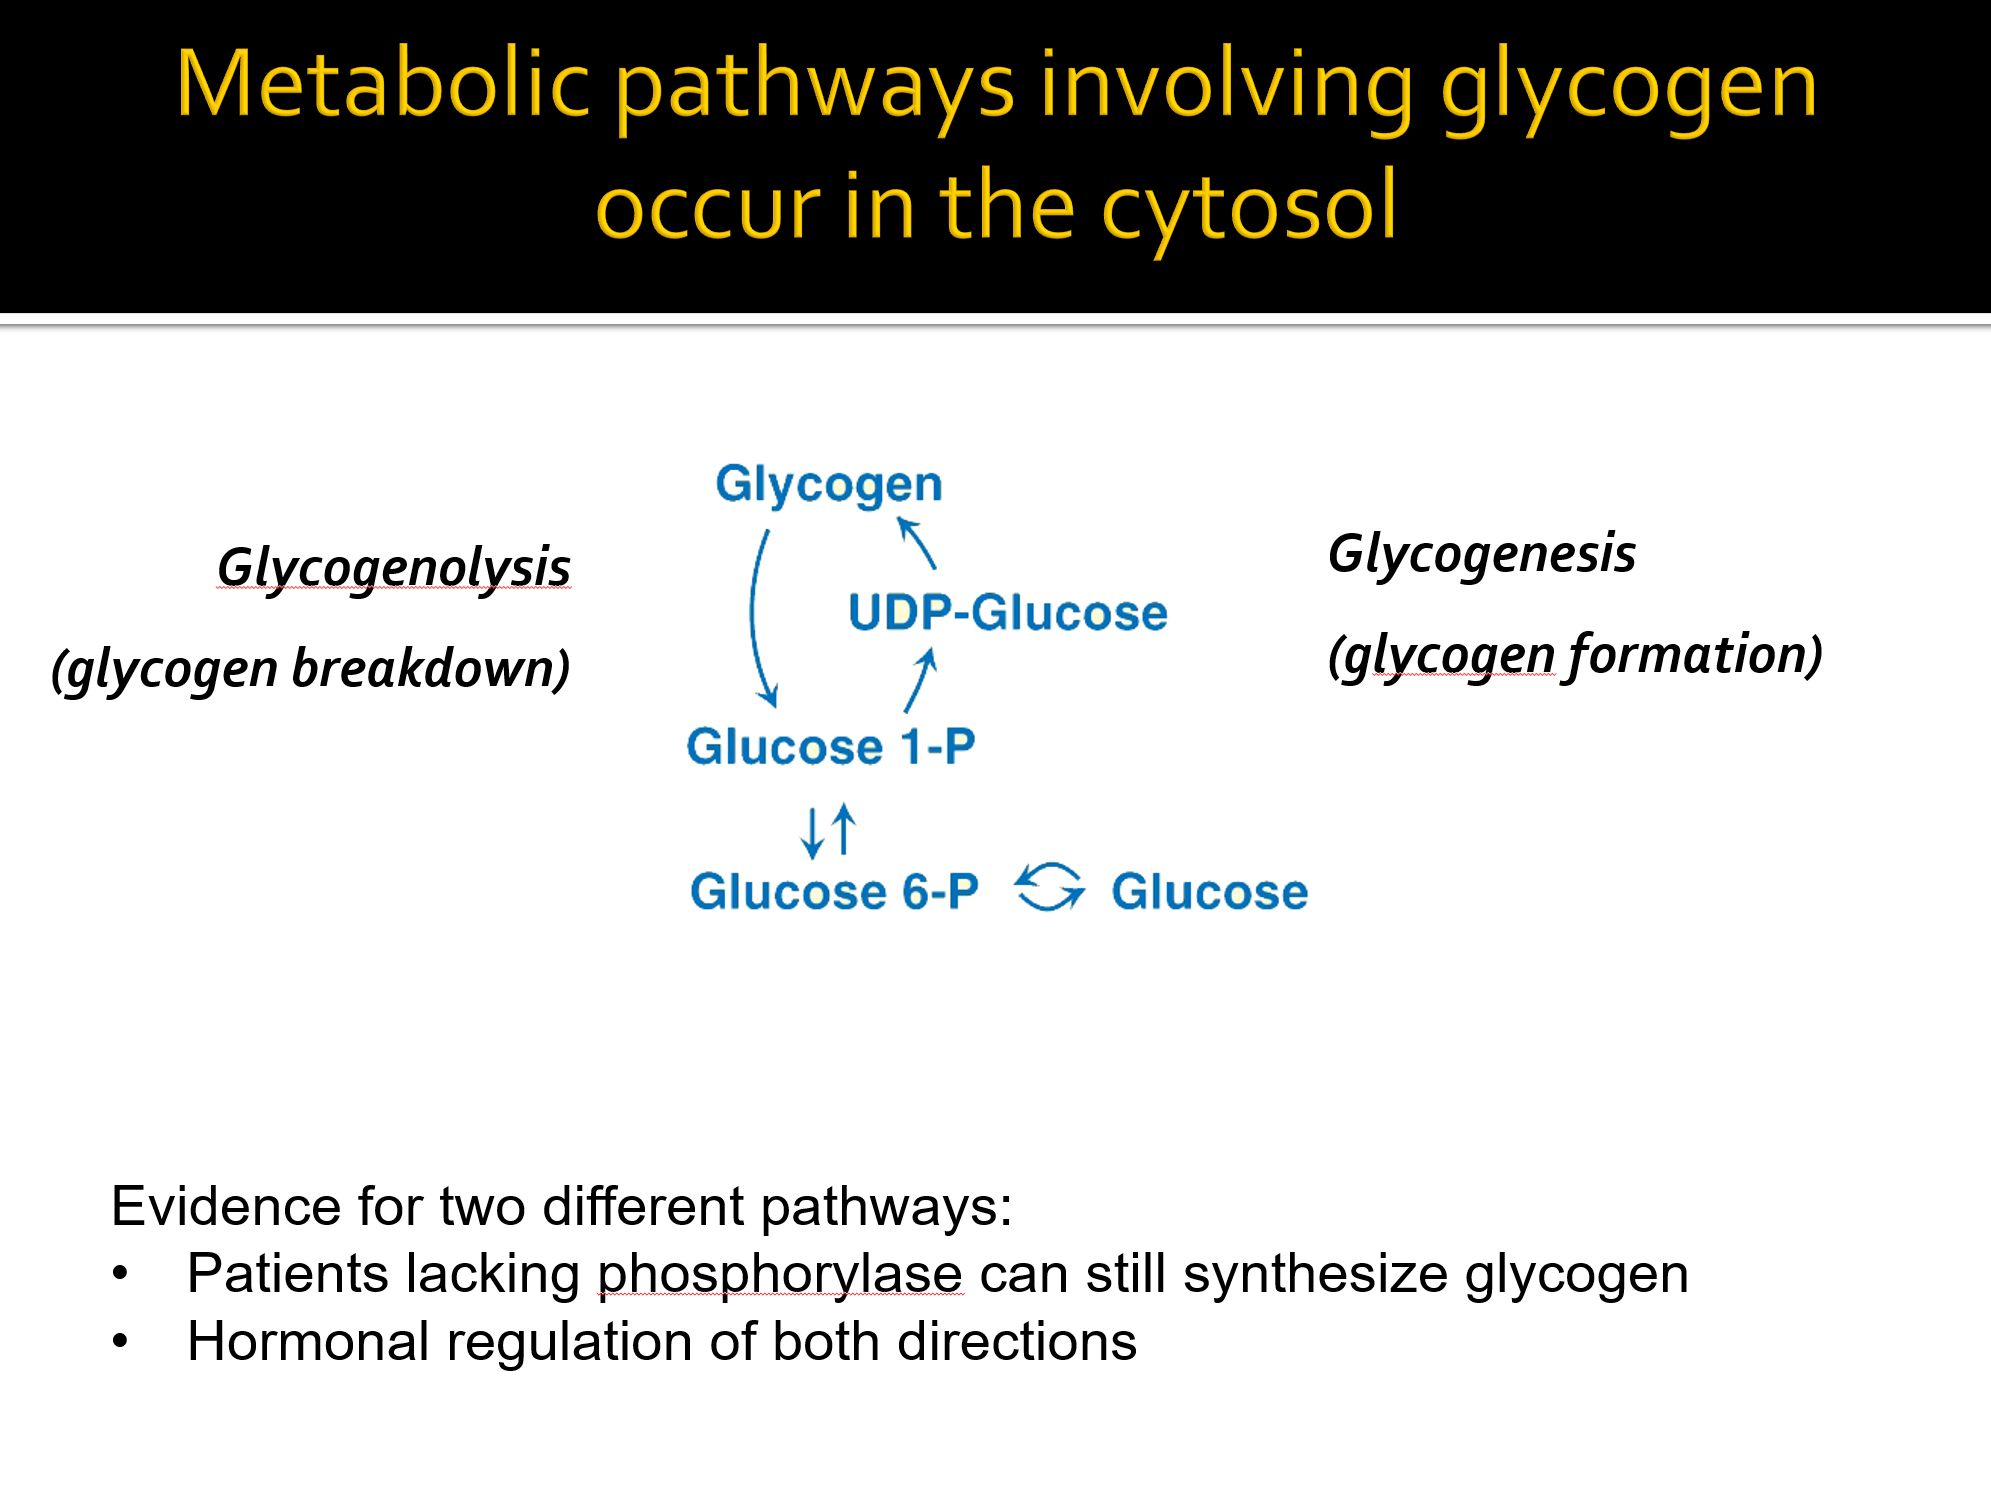 Metabolic pathways involving glycogen
occur in the cytosol
Glycogen
Glycogenolysis
(glycogen breakdown)
UDP-Glucose
Glycogenesis
(glycogen formation)
Glucose 1-P
Glucose 6-P
Glucose
Evidence for two different pathways:
• Patients lacking phosphorylase can still synthesize glycogen
• Hormonal regulation of both directions